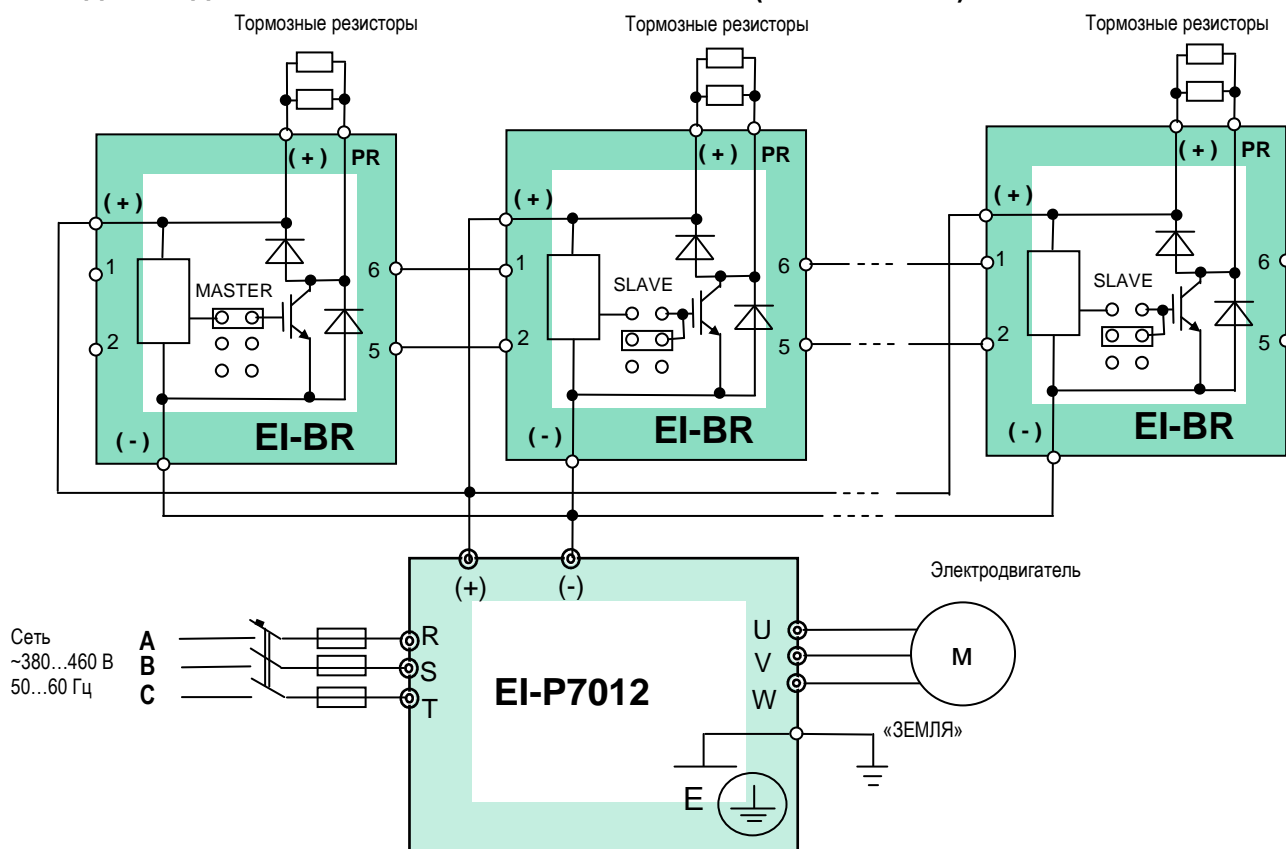 Тормозные резисторы
Тормозные резисторы
Тормозные резисторы
(+) PR
(+) PR
(+) PR
(+)
(+)
(+)
1
6
1
6
1
6
MASTER
SLAVE
SLAVE
2
5
2
5
2
5
(-)
EI-BR
(-)
EI-BR
(-)
EI-BR
(+)
(-)
Электродвигатель
Сеть
~380...460 В
50...60 Гц
A
B
C
R
S
T
EI-P7012
U
V
W
M
«ЗЕМЛЯ»
E